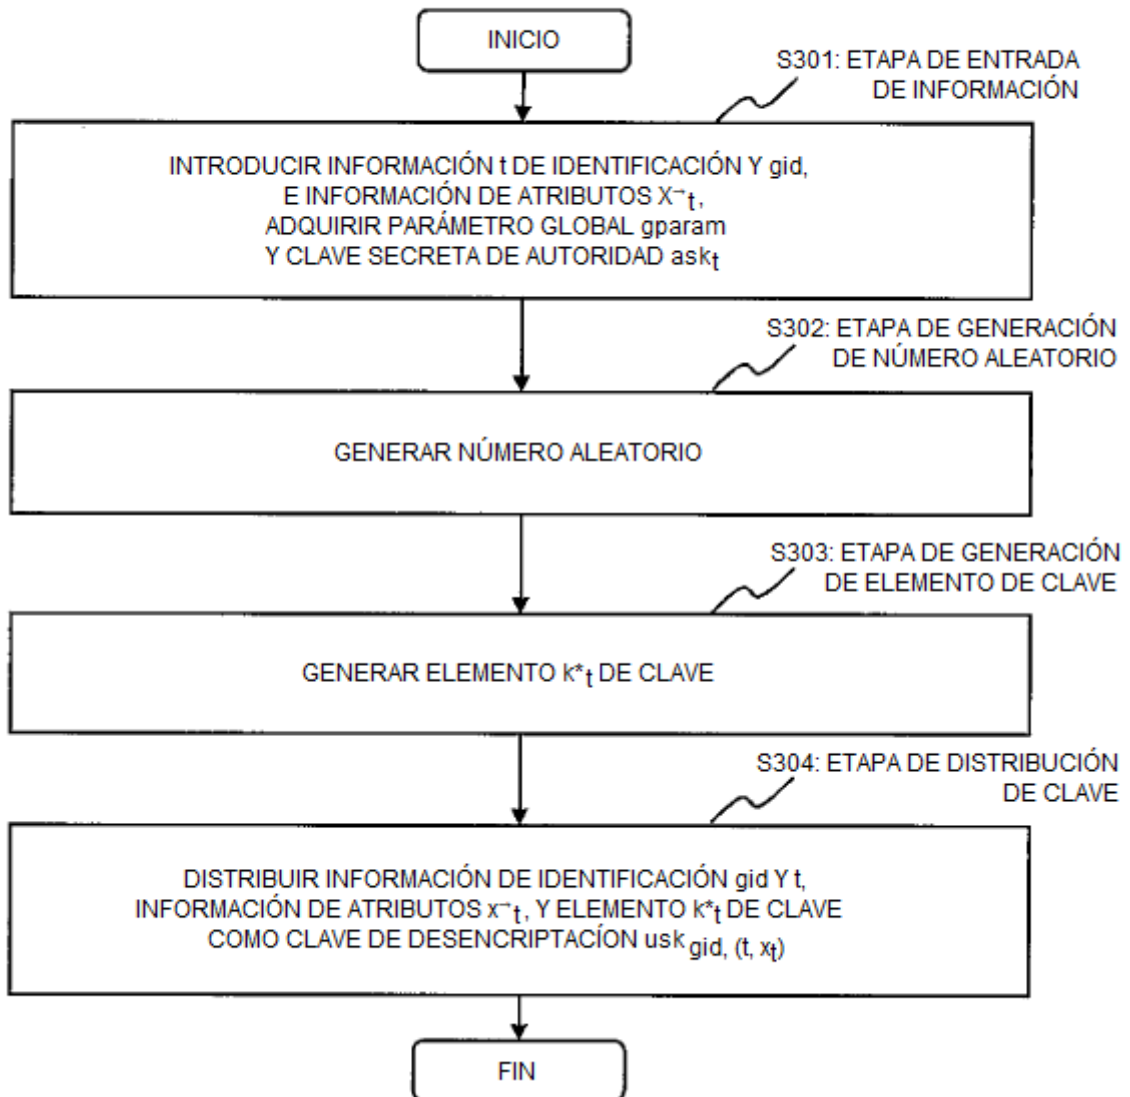 INICIO
S301: ETAPA DE ENTRADA
DE INFORMACIÓN
INTRODUCIR INFORMACIÓN t DE IDENTIFICACIÓN Y gid,
E INFORMACIÓN DE ATRIBUTOS X→t,
ADQUIRIR PARÁMETRO GLOBAL gparam
Y CLAVE SECRETA DE AUTORIDAD askt
S302: ETAPA DE GENERACIÓN
DE NÚMERO ALEATORIO
GENERAR NÚMERO ALEATORIO
S303: ETAPA DE GENERACIÓN
DE ELEMENTO DE CLAVE
GENERAR ELEMENTO k*t DE CLAVE
S304: ETAPA DE DISTRIBUCIÓN
DE CLAVE
DISTRIBUIR INFORMACIÓN DE IDENTIFICACIÓN gid Y t,
INFORMACIÓN DE ATRIBUTOS x→t, Y ELEMENTO k*t DE CLAVE
COMO CLAVE DE DESENCRIPTACÍON usk gid, (t, xt)
FIN